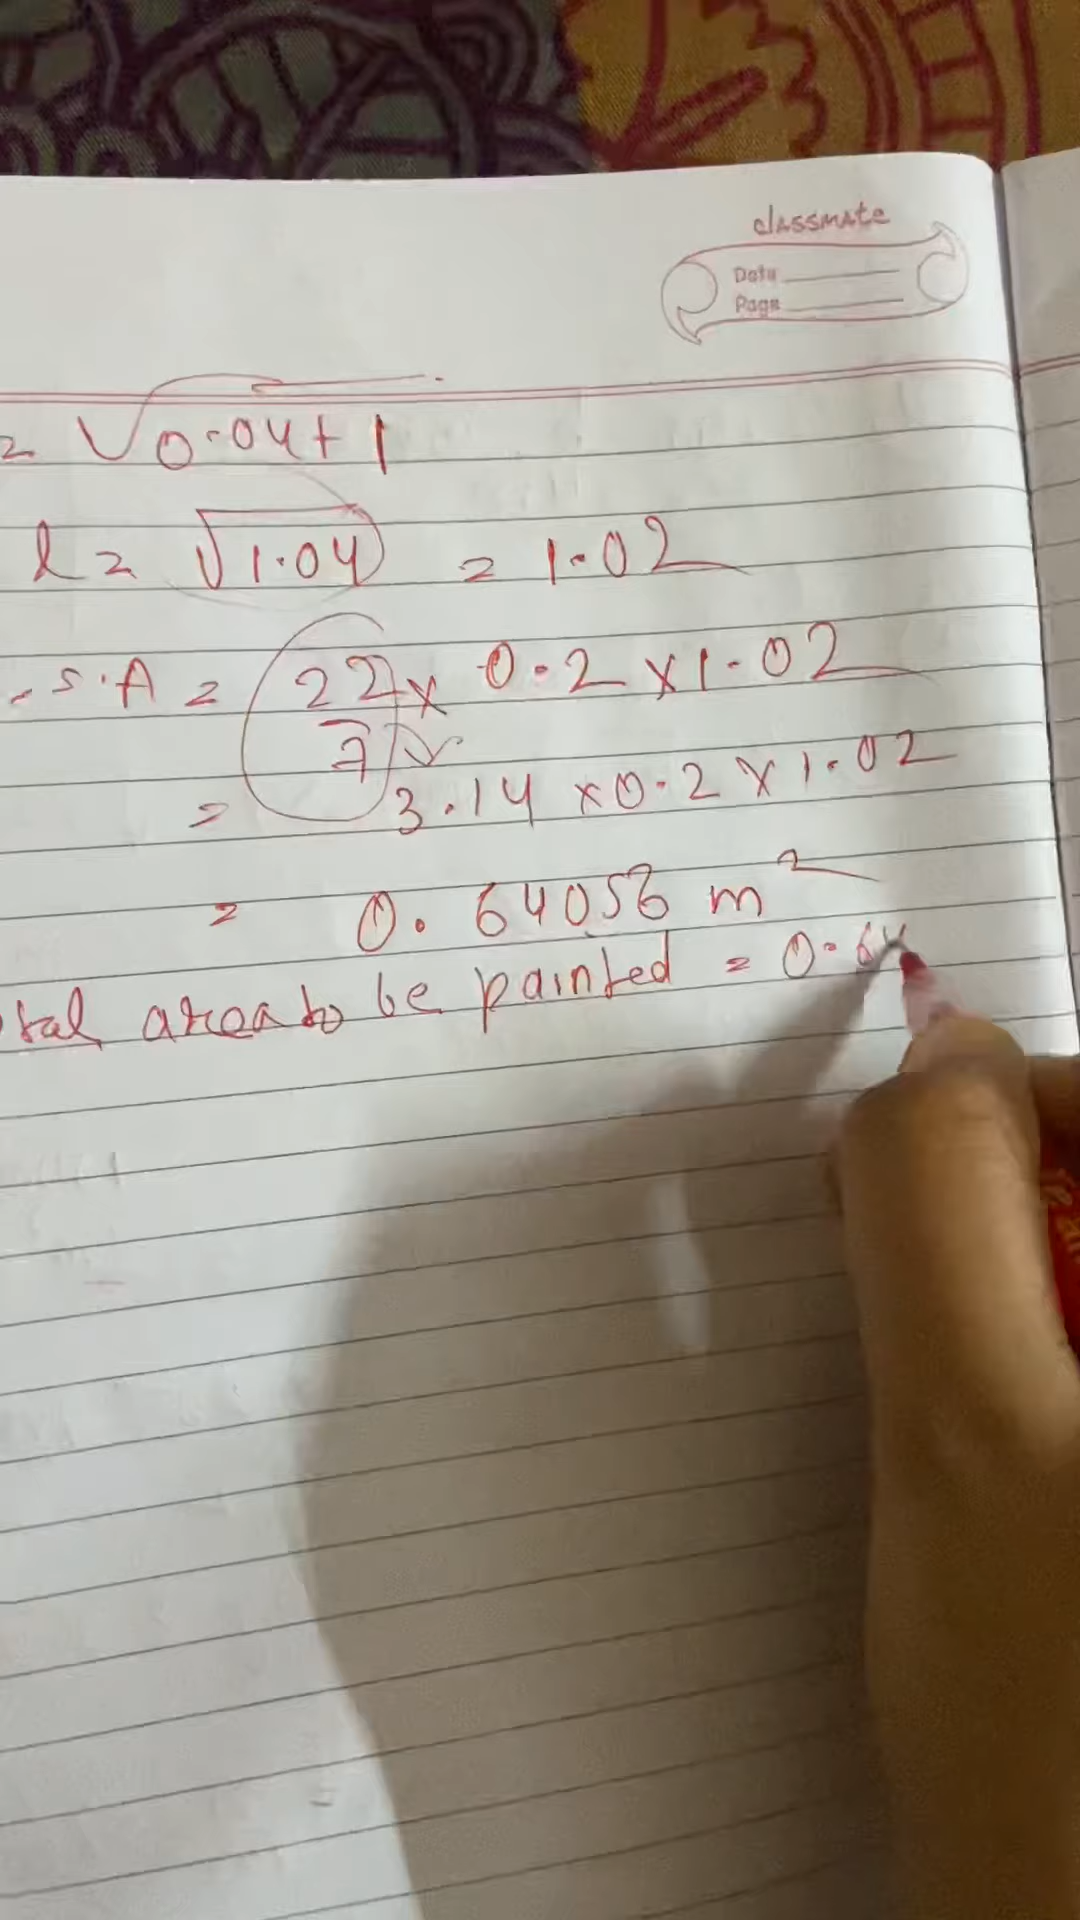 classmate
Date
Page
= √0.04+1
l = √1.04 = 1.02
.S.A = 22/7 × 0.2 × 1.02
= 3.14 × 0.2 × 1.02
= 0.64056 m²
tal area to be painted = 0.64